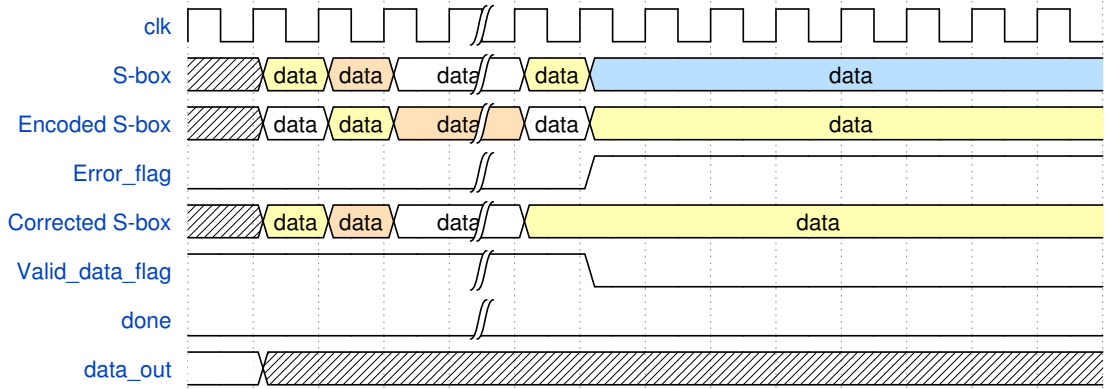 clk
S-box data data data data data
Encoded S-box data data data data data
Error_flag
Corrected S-box data data data data
Valid_data_flag
done
data_out